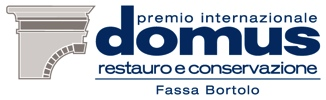 premio internazionale
domus
restauro e conservazione
Fassa Bortolo